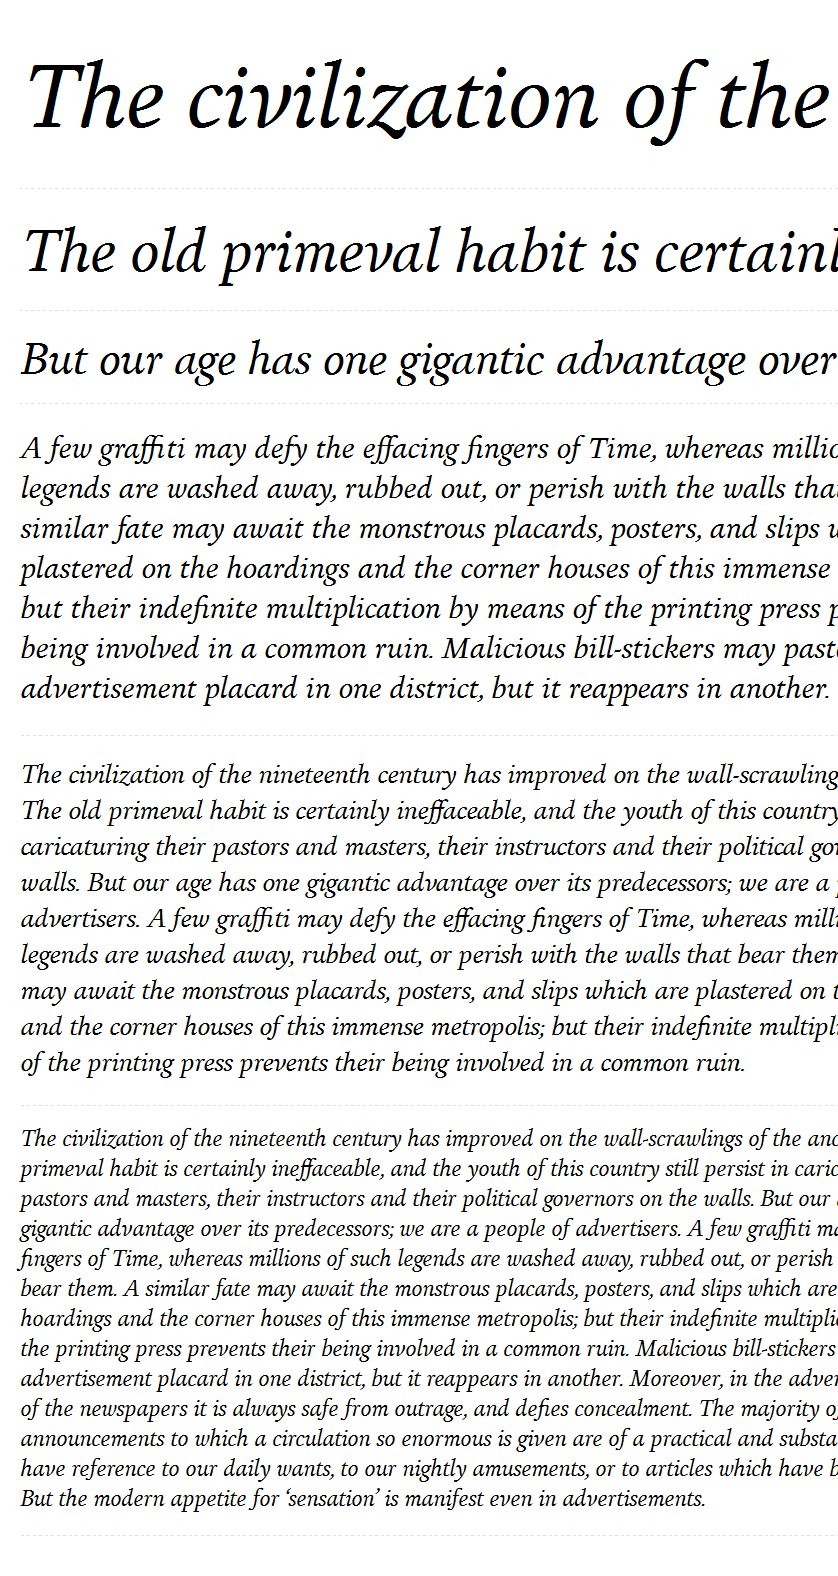 The civilization of the
The old primeval habit is certainl
But our age has one gigantic advantage over
A few graffiti may defy the effacing fingers of Time, whereas millio
legends are washed away, rubbed out, or perish with the walls tha
similar fate may await the monstrous placards, posters, and slips
plastered on the hoardings and the corner houses of this immense
but their indefinite multiplication by means of the printing press p
being involved in a common ruin. Malicious bill-stickers may past
advertisement placard in one district, but it reappears in another.
The civilization of the nineteenth century has improved on the wall-scrawling
The old primeval habit is certainly ineffaceable, and the youth of this country
caricaturing their pastors and masters, their instructors and their political go
walls. But our age has one gigantic advantage over its predecessors; we are a
advertisers. A few graffiti may defy the effacing fingers of Time, whereas milli
legends are washed away, rubbed out, or perish with the walls that bear them
may await the monstrous placards, posters, and slips which are plastered on t
and the corner houses of this immense metropolis; but their indefinite multipl
of the printing press prevents their being involved in a common ruin.
The civilization of the nineteenth century has improved on the wall-scrawlings of the anc
primeval habit is certainly ineffaceable, and the youth of this country still persist in caric
pastors and masters, their instructors and their political governors on the walls. But our
gigantic advantage over its predecessors; we are a people of advertisers. A few graffiti ma
fingers of Time, whereas millions of such legends are washed away, rubbed out, or perish
bear them. A similar fate may await the monstrous placards, posters, and slips which are
hoardings and the corner houses of this immense metropolis; but their indefinite multipli
the printing press prevents their being involved in a common ruin. Malicious bill-stickers
advertisement placard in one district, but it reappears in another. Moreover, in the adver
of the newspapers it is always safe from outrage, and defies concealment. The majority o
announcements to which a circulation so enormous is given are of a practical and substa
have reference to our daily wants, to our nightly amusements, or to articles which have b
But the modern appetite for ‘sensation’ is manifest even in advertisements.